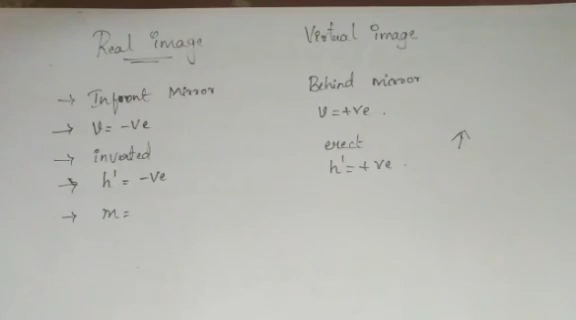 Real image
Virtual image
→ Infront Mirror
Behind mirror
→ v = -ve
v = +ve .
→ inverted
erect
→ h' = -ve
h' = +ve .
→ m =